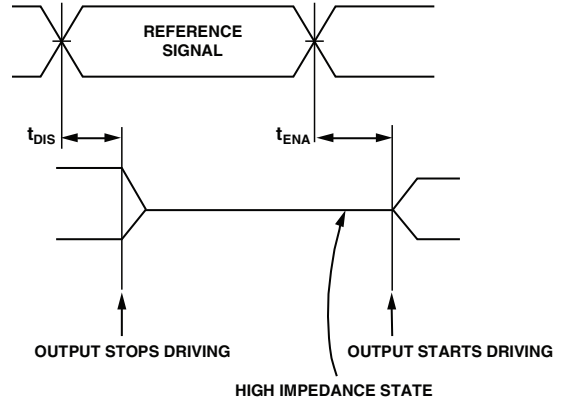 REFERENCE
SIGNAL
tDIS
tENA
OUTPUT STOPS DRIVING
OUTPUT STARTS DRIVING
HIGH IMPEDANCE STATE